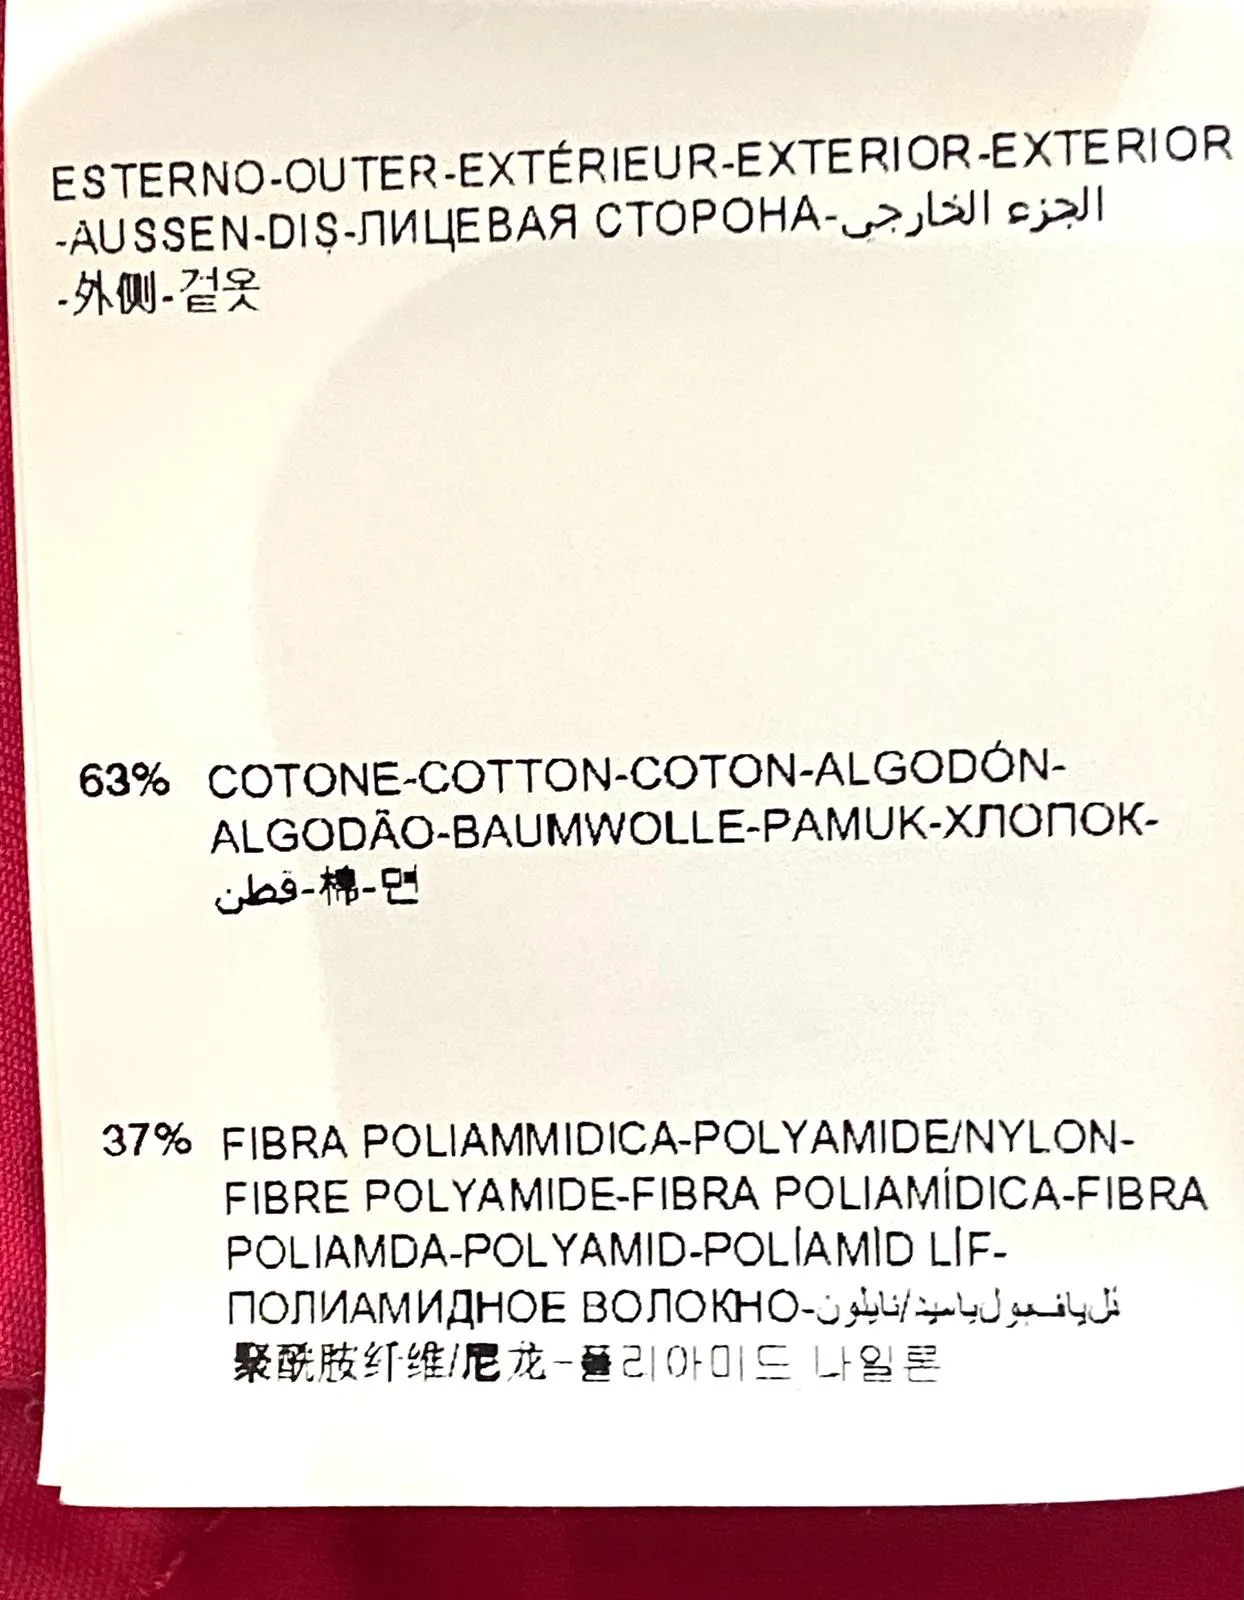 ESTERNO-OUTER-EXTÉRIEUR-EXTERIOR-EXTERIOR
-AUSSEN-DIŞ-ЛИЦЕВАЯ СТОРОНА-الجزء الخارجي
-外侧-겉옷
63% COTONE-COTTON-COTON-ALGODÓN-
ALGODÃO-BAUMWOLLE-PAMUK-ХЛОПОК-
قطن-棉-면
37% FIBRA POLIAMMIDICA-POLYAMIDE/NYLON-
FIBRE POLYAMIDE-FIBRA POLIAMÍDICA-FIBRA
POLIAMDA-POLYAMID-POLİAMİD LİF-
ПОЛИАМИДНОЕ ВОЛОКНО-نايلون/
聚酰胺纤维/尼龙-폴리아미드 나일론